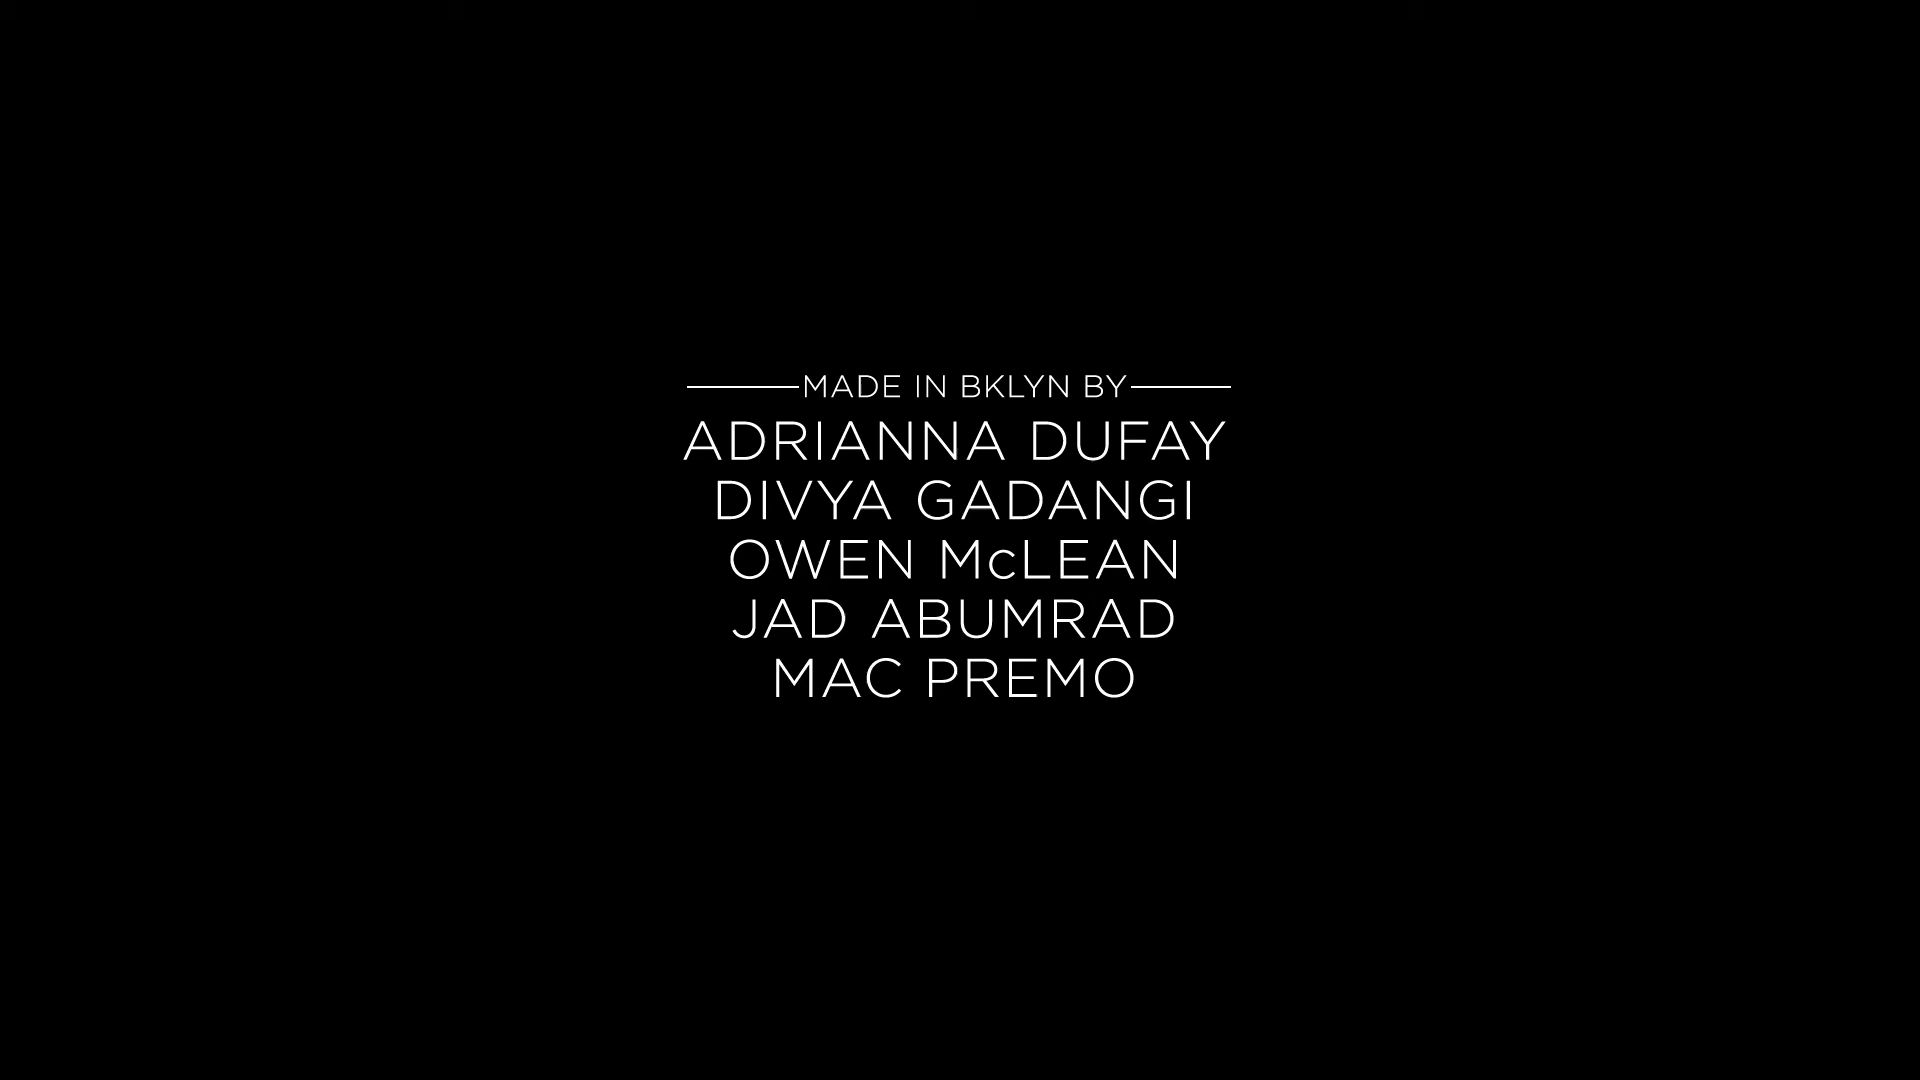 MADE IN BKLYN BY
ADRIANNA DUFAY
DIVYA GADANGI
OWEN McLEAN
JAD ABUMRAD
MAC PREMO